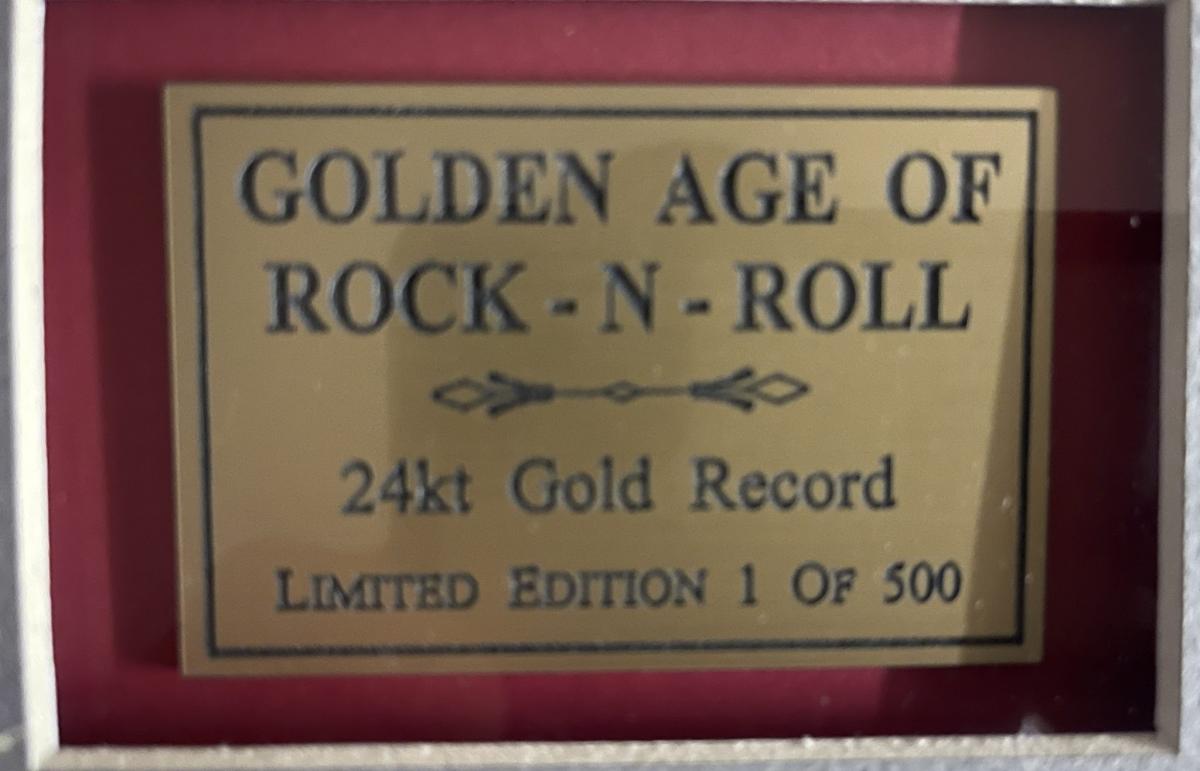 GOLDEN AGE OF
ROCK - N - ROLL
24kt Gold Record
LIMITED EDITION 1 OF 500